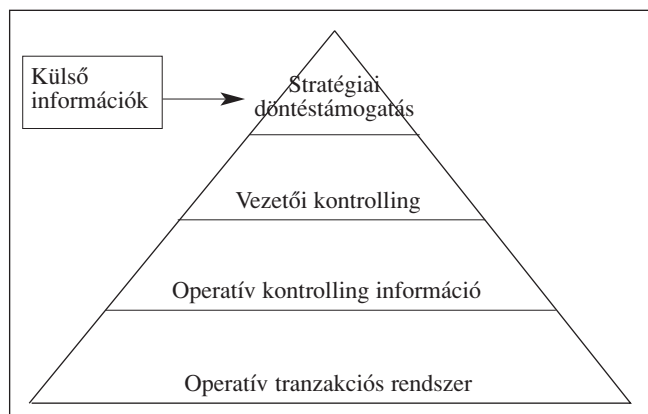 Külső
információk
Stratégiai
döntéstámogatás
Vezetői kontrolling
Operatív kontrolling információ
Operatív tranzakciós rendszer